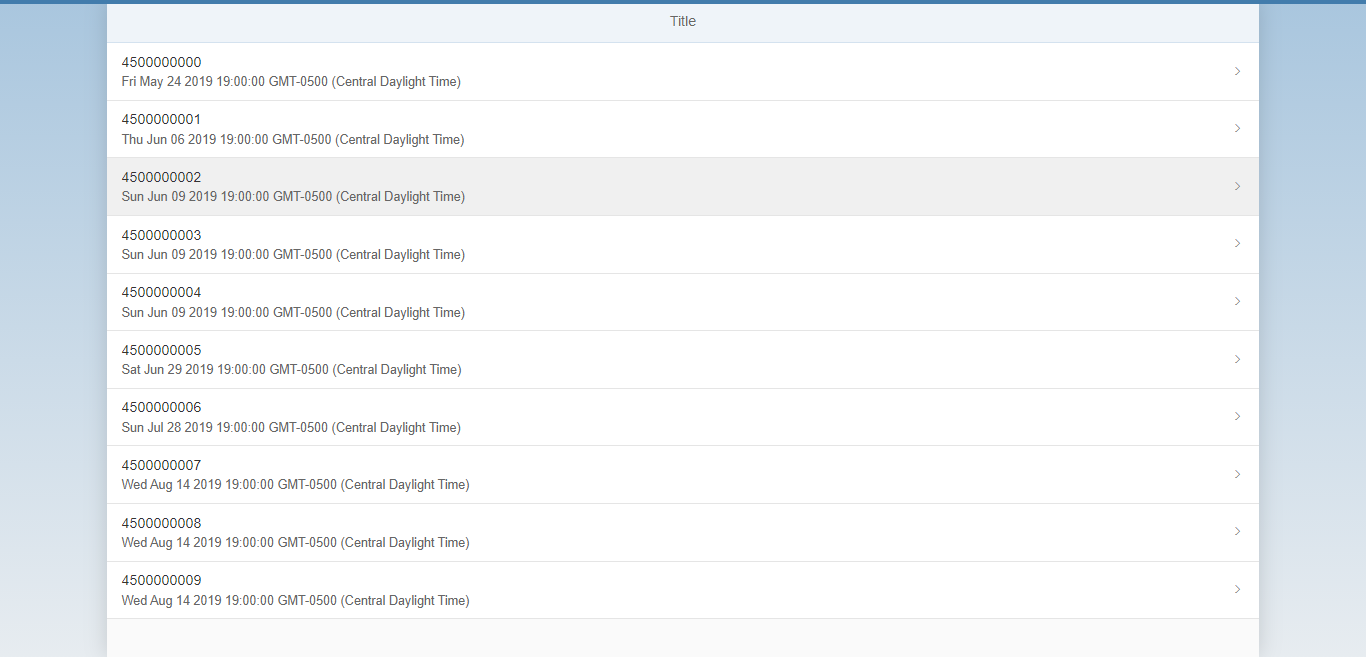 Title
4500000000
Fri May 24 2019 19:00:00 GMT-0500 (Central Daylight Time)
4500000001
Thu Jun 06 2019 19:00:00 GMT-0500 (Central Daylight Time)
4500000002
Sun Jun 09 2019 19:00:00 GMT-0500 (Central Daylight Time)
4500000003
Sun Jun 09 2019 19:00:00 GMT-0500 (Central Daylight Time)
4500000004
Sun Jun 09 2019 19:00:00 GMT-0500 (Central Daylight Time)
4500000005
Sat Jun 29 2019 19:00:00 GMT-0500 (Central Daylight Time)
4500000006
Sun Jul 28 2019 19:00:00 GMT-0500 (Central Daylight Time)
4500000007
Wed Aug 14 2019 19:00:00 GMT-0500 (Central Daylight Time)
4500000008
Wed Aug 14 2019 19:00:00 GMT-0500 (Central Daylight Time)
4500000009
Wed Aug 14 2019 19:00:00 GMT-0500 (Central Daylight Time)